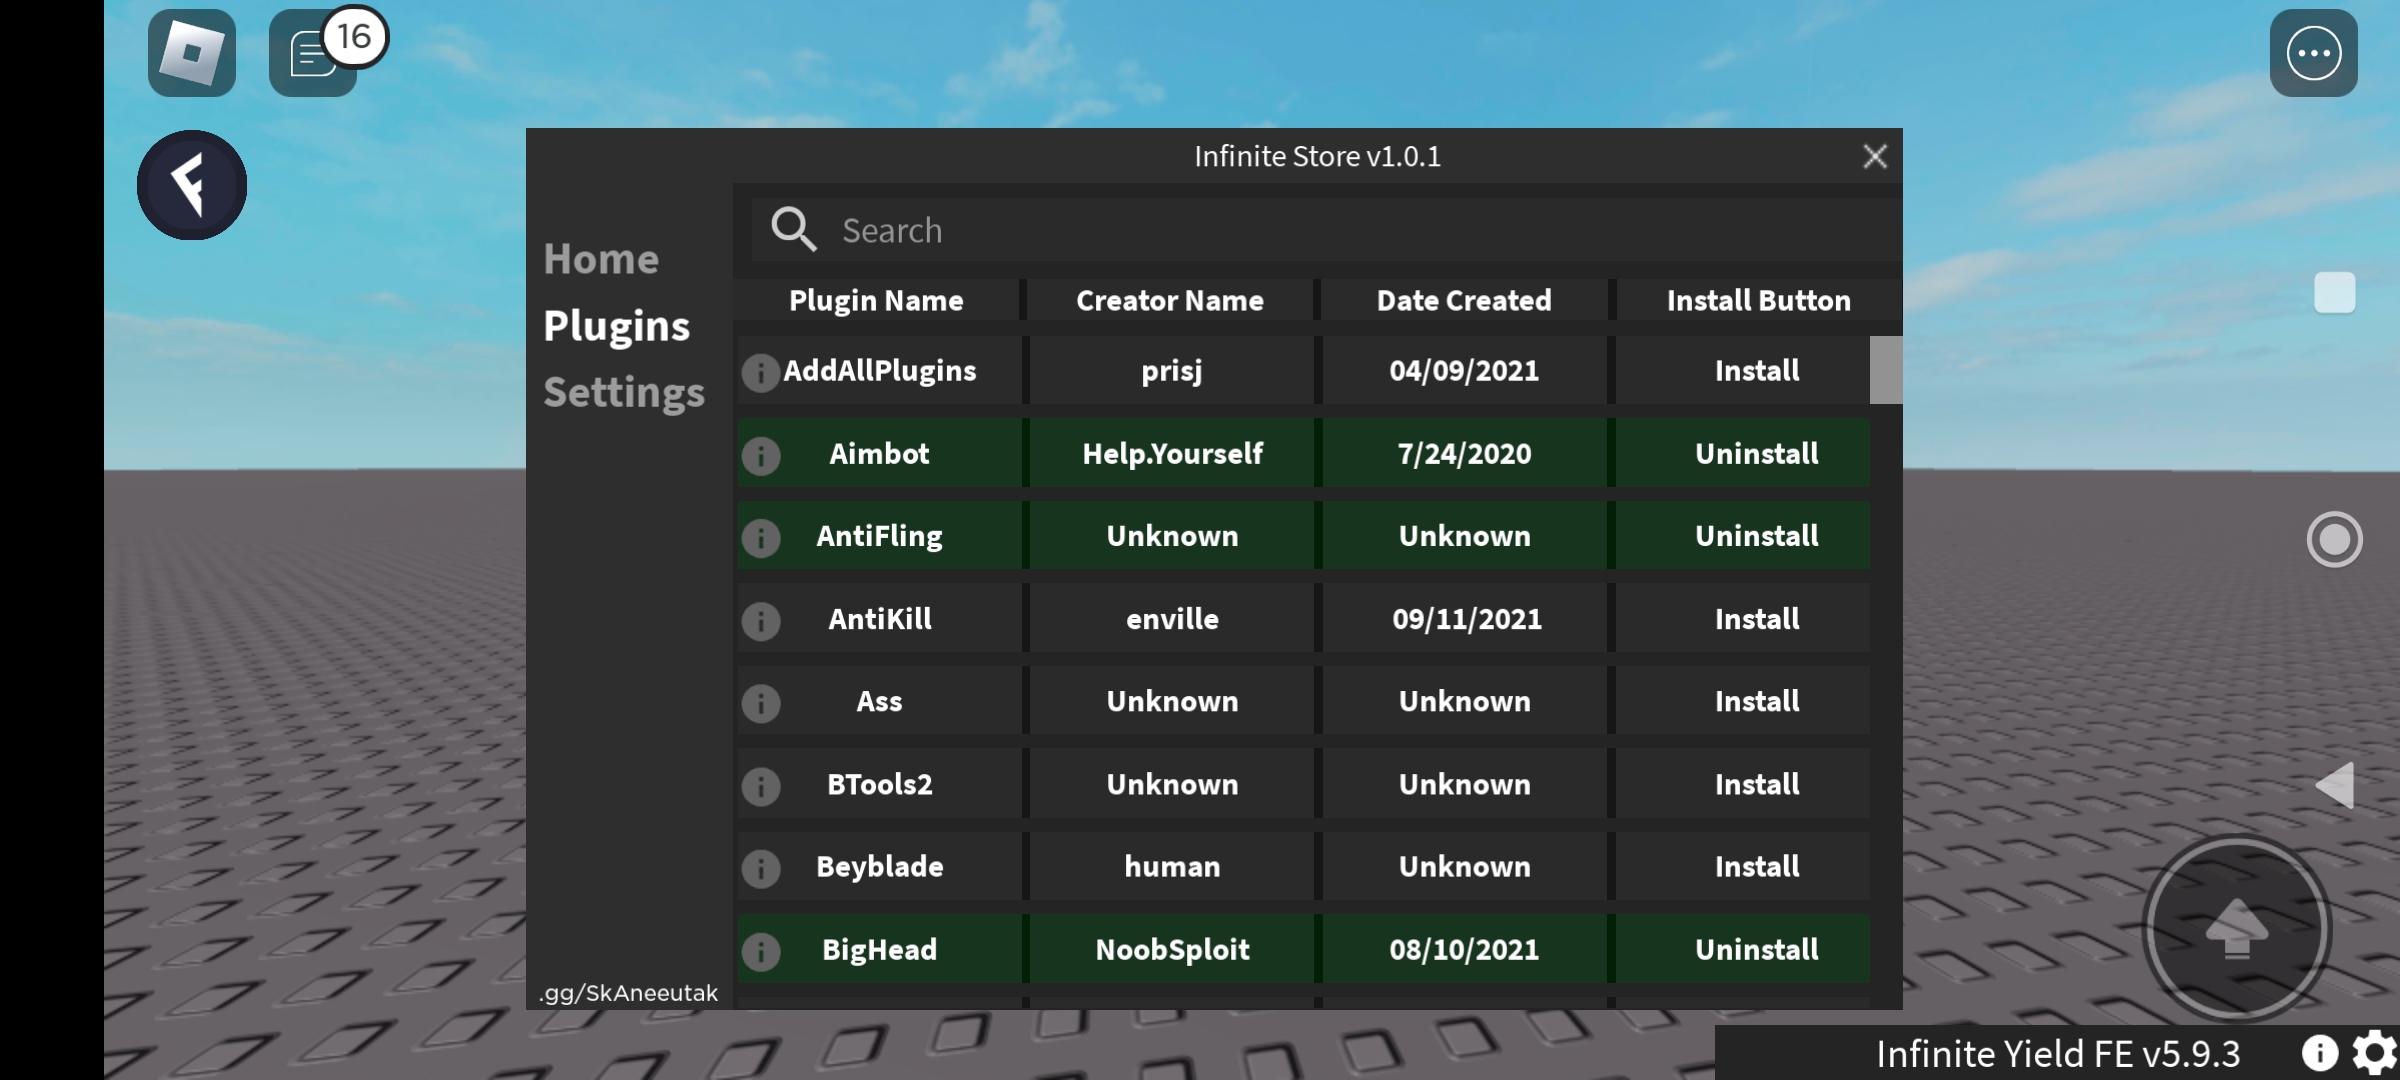 16
Infinite Store v1.0.1
Search
Home
Plugins
Settings
Plugin Name Creator Name Date Created Install Button
AddAllPlugins prisj 04/09/2021 Install
Aimbot Help.Yourself 7/24/2020 Uninstall
AntiFling Unknown Unknown Uninstall
AntiKill enville 09/11/2021 Install
Ass Unknown Unknown Install
BTools2 Unknown Unknown Install
Beyblade human Unknown Install
BigHead NoobSploit 08/10/2021 Uninstall
.gg/SkAneeutak
Infinite Yield FE v5.9.3